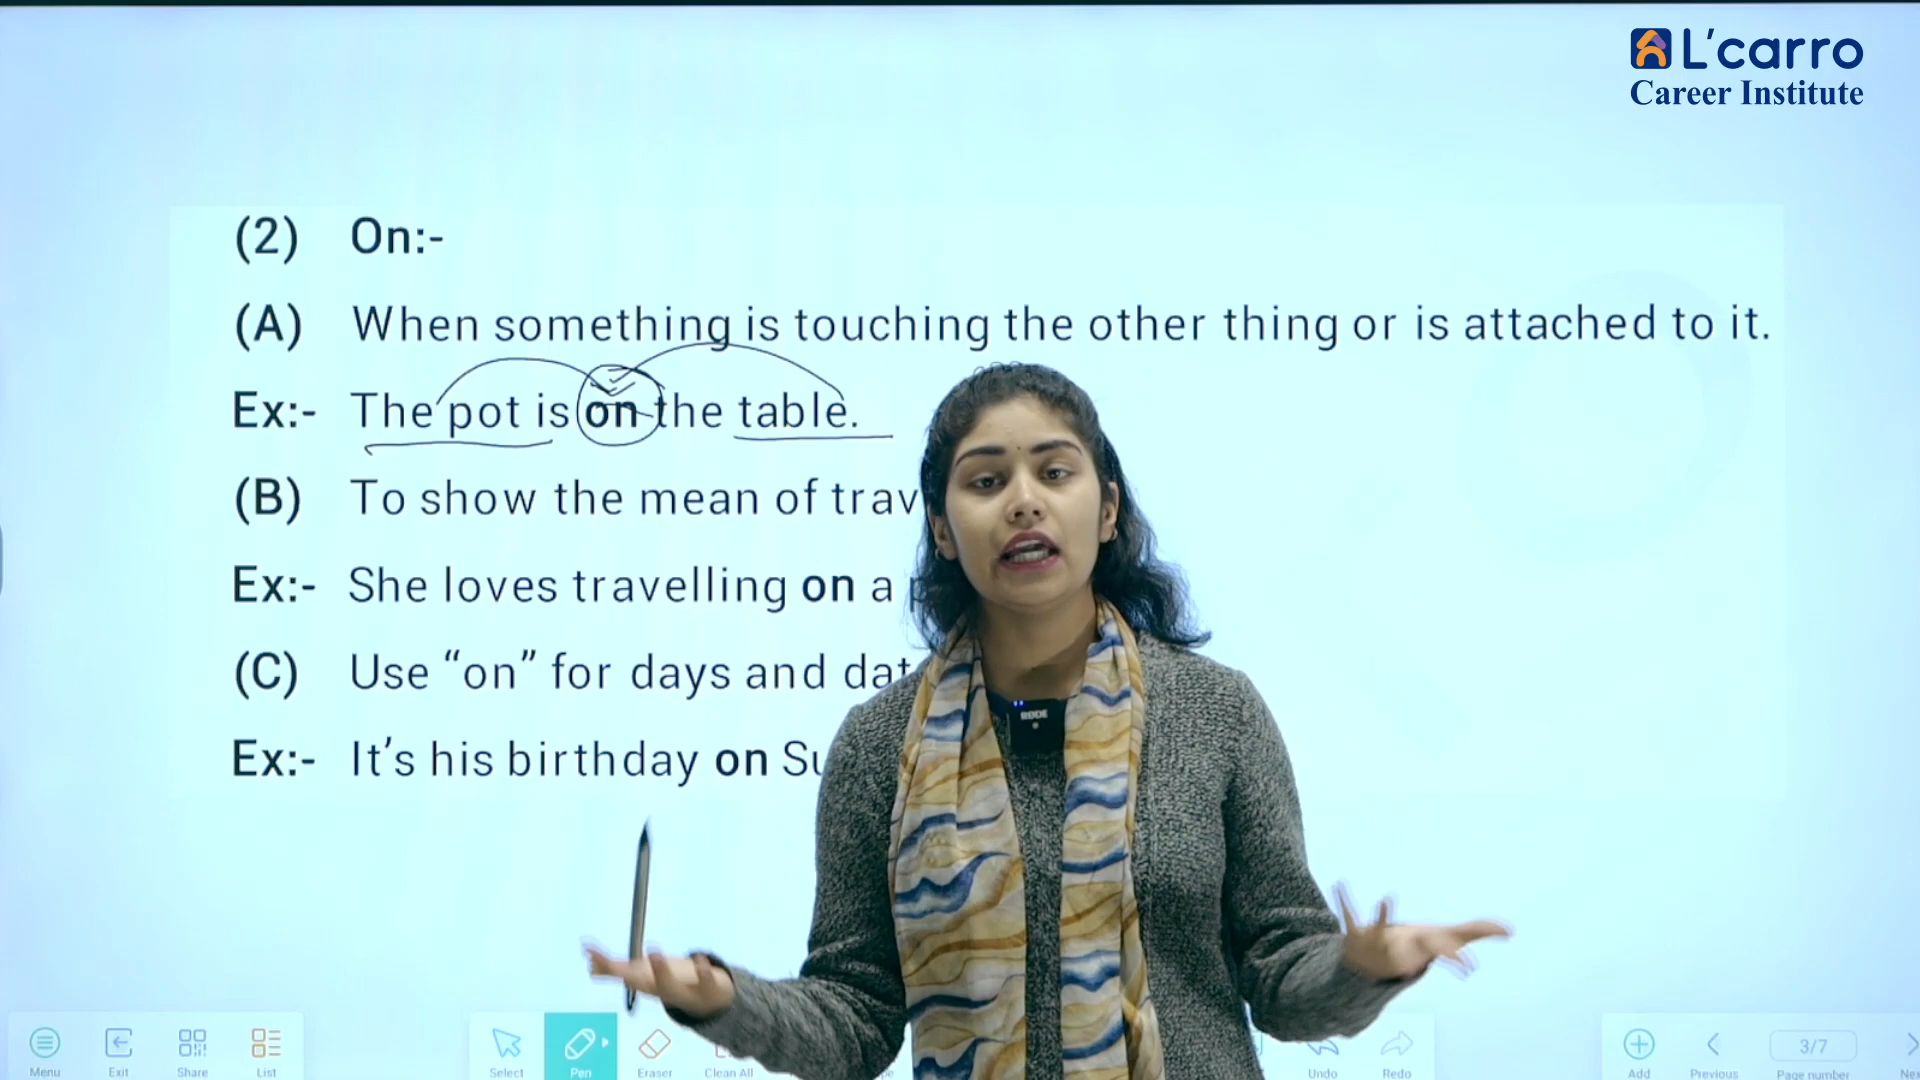 L'carro
Career Institute
(2) On:-
(A) When something is touching the other thing or is attached to it.
Ex:- The pot is on the table.
(B) To show the mean of trav
Ex:- She loves travelling on a p
(C) Use “on” for days and dat
Ex:- It’s his birthday on Su
RØDE
Menu Exit Share List Select Pen Eraser Clean All Undo Redo Add Previous 3/7 Page number